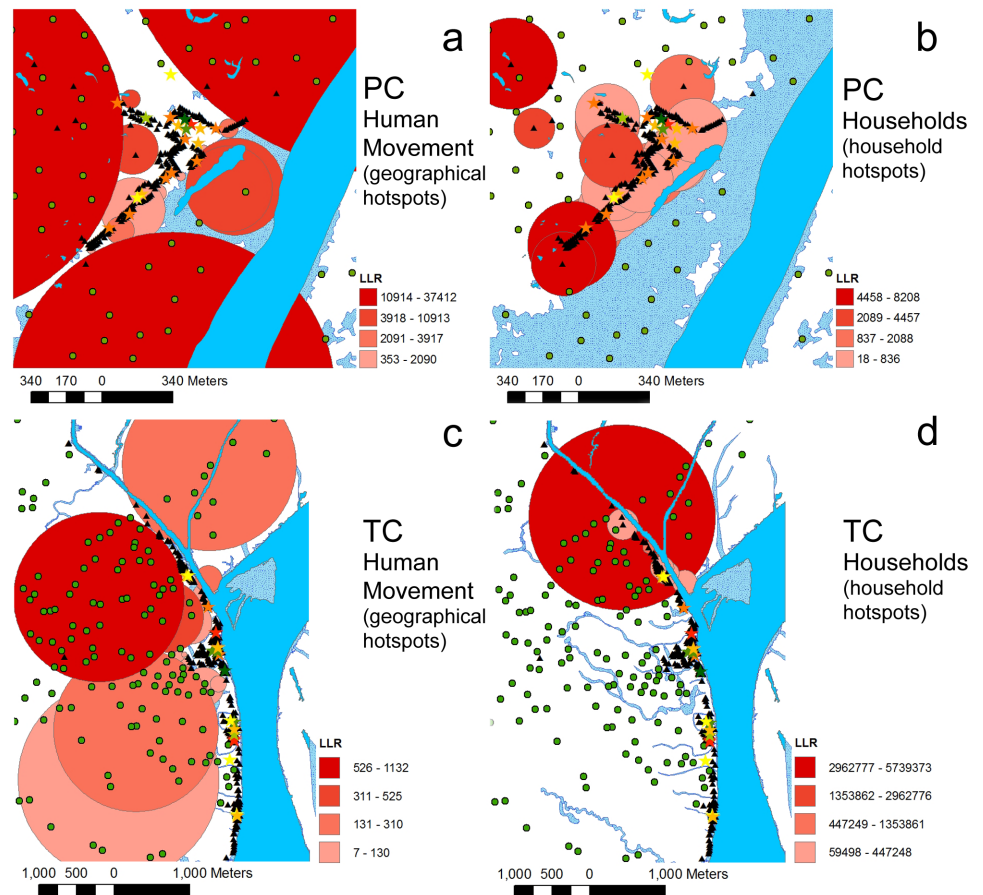 a
PC
Human
Movement
(geographical
hotspots)
LLR
10914 - 37412
3918 - 10913
2091 - 3917
353 - 2090
340 170 0 340 Meters
b
PC
Households
(household
hotspots)
LLR
4458 - 8208
2089 - 4457
837 - 2088
18 - 836
340 170 0 340 Meters
c
TC
Human
Movement
(geographical
hotspots)
LLR
526 - 1132
311 - 525
131 - 310
7 - 130
1,000 500 0 1,000 Meters
d
TC
Households
(household
hotspots)
LLR
2962777 - 5739373
1353862 - 2962776
447249 - 1353861
59498 - 447248
1,000 500 0 1,000 Meters